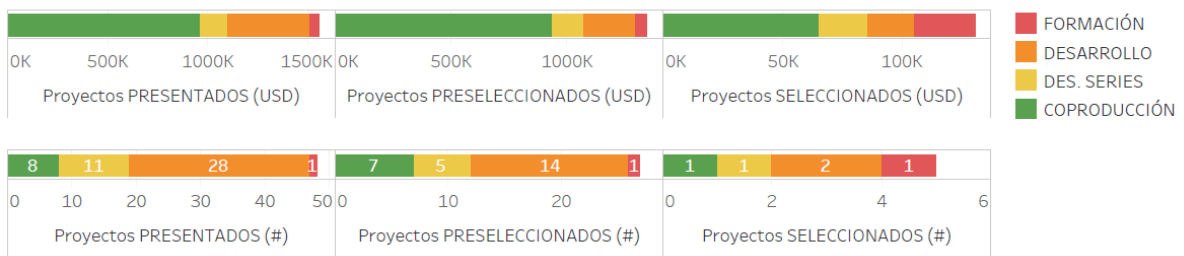 0K 500K 1000K 1500K
Proyectos PRESENTADOS (USD)
0K 500K 1000K
Proyectos PRESELECCIONADOS (USD)
0K 50K 100K
Proyectos SELECCIONADOS (USD)
FORMACIÓN
DESARROLLO
DES. SERIES
COPRODUCCIÓN
8 11 28 1
0 10 20 30 40 50
Proyectos PRESENTADOS (#)
7 5 14 1
0 10 20
Proyectos PRESELECCIONADOS (#)
1 1 2 1
0 2 4 6
Proyectos SELECCIONADOS (#)